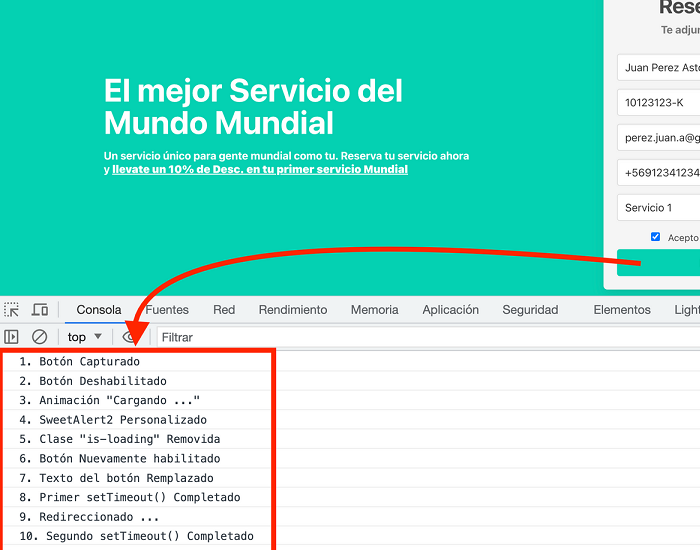 Rese
Te adjun
El mejor Servicio del
Mundo Mundial
Un servicio único para gente mundial como tu. Reserva tu servicio ahora
y llevate un 10% de Desc. en tu primer servicio Mundial
Juan Perez Asto
10123123-K
perez.juan.a@g
+56912341234
Servicio 1
Acepto
Consola Fuentes Red Rendimiento Memoria Aplicación Seguridad Elementos Light
top Filtrar
1. Botón Capturado
2. Botón Deshabilitado
3. Animación "Cargando ..."
4. SweetAlert2 Personalizado
5. Clase "is-loading" Removida
6. Botón Nuevamente habilitado
7. Texto del botón Remplazado
8. Primer setTimeout() Completado
9. Redireccionado ...
10. Segundo setTimeout() Completado